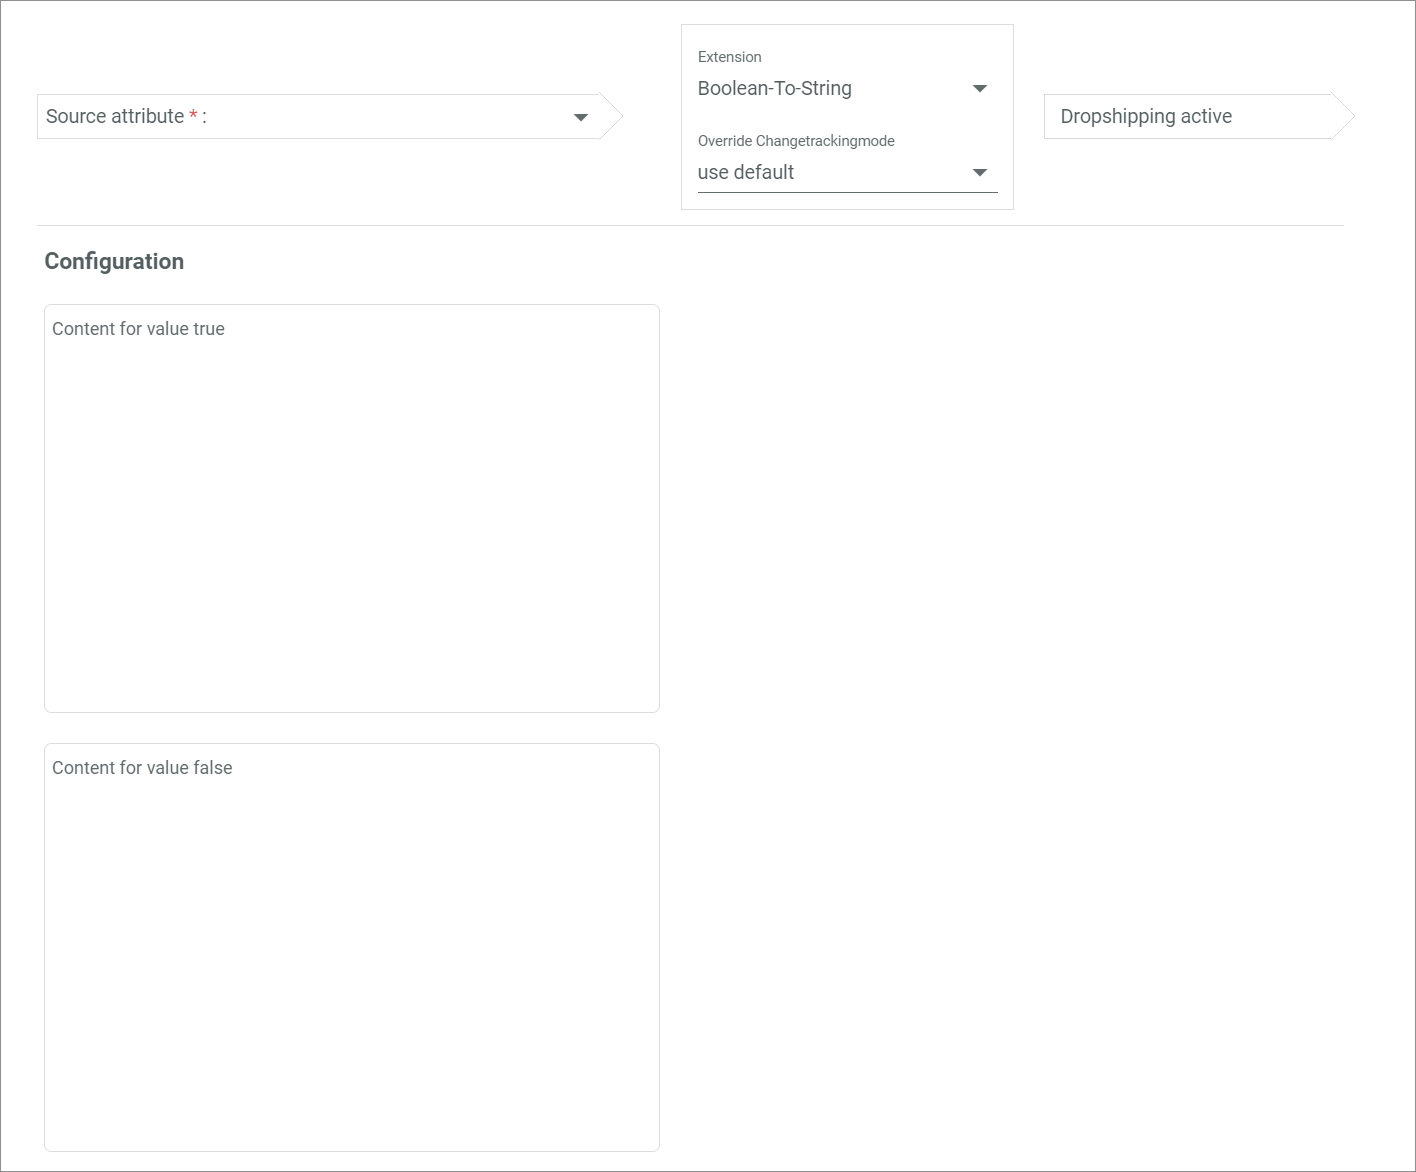 Source attribute * :
Extension
Boolean-To-String
Override Changetrackingmode
use default
Dropshipping active
Configuration
Content for value true
Content for value false